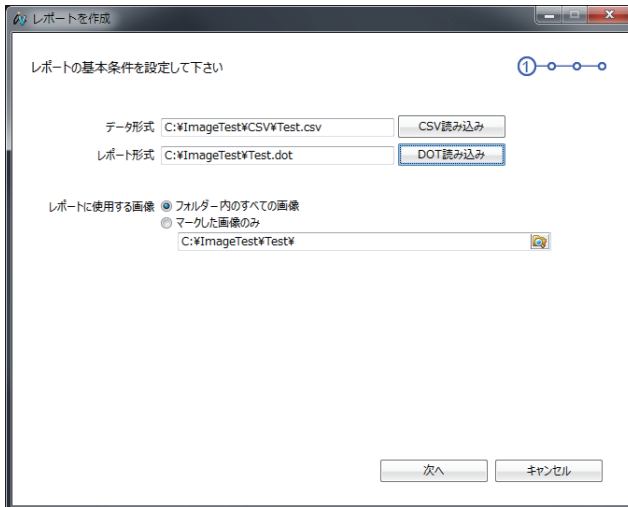 レポートを作成
レポートの基本条件を設定して下さい
1
データ形式 C:¥ImageTest¥CSV¥Test.csv CSV読み込み
レポート形式 C:¥ImageTest¥Test.dot DOT読み込み
レポートに使用する画像 フォルダー内のすべての画像
マークした画像のみ
C:¥ImageTest¥Test¥
次へ キャンセル